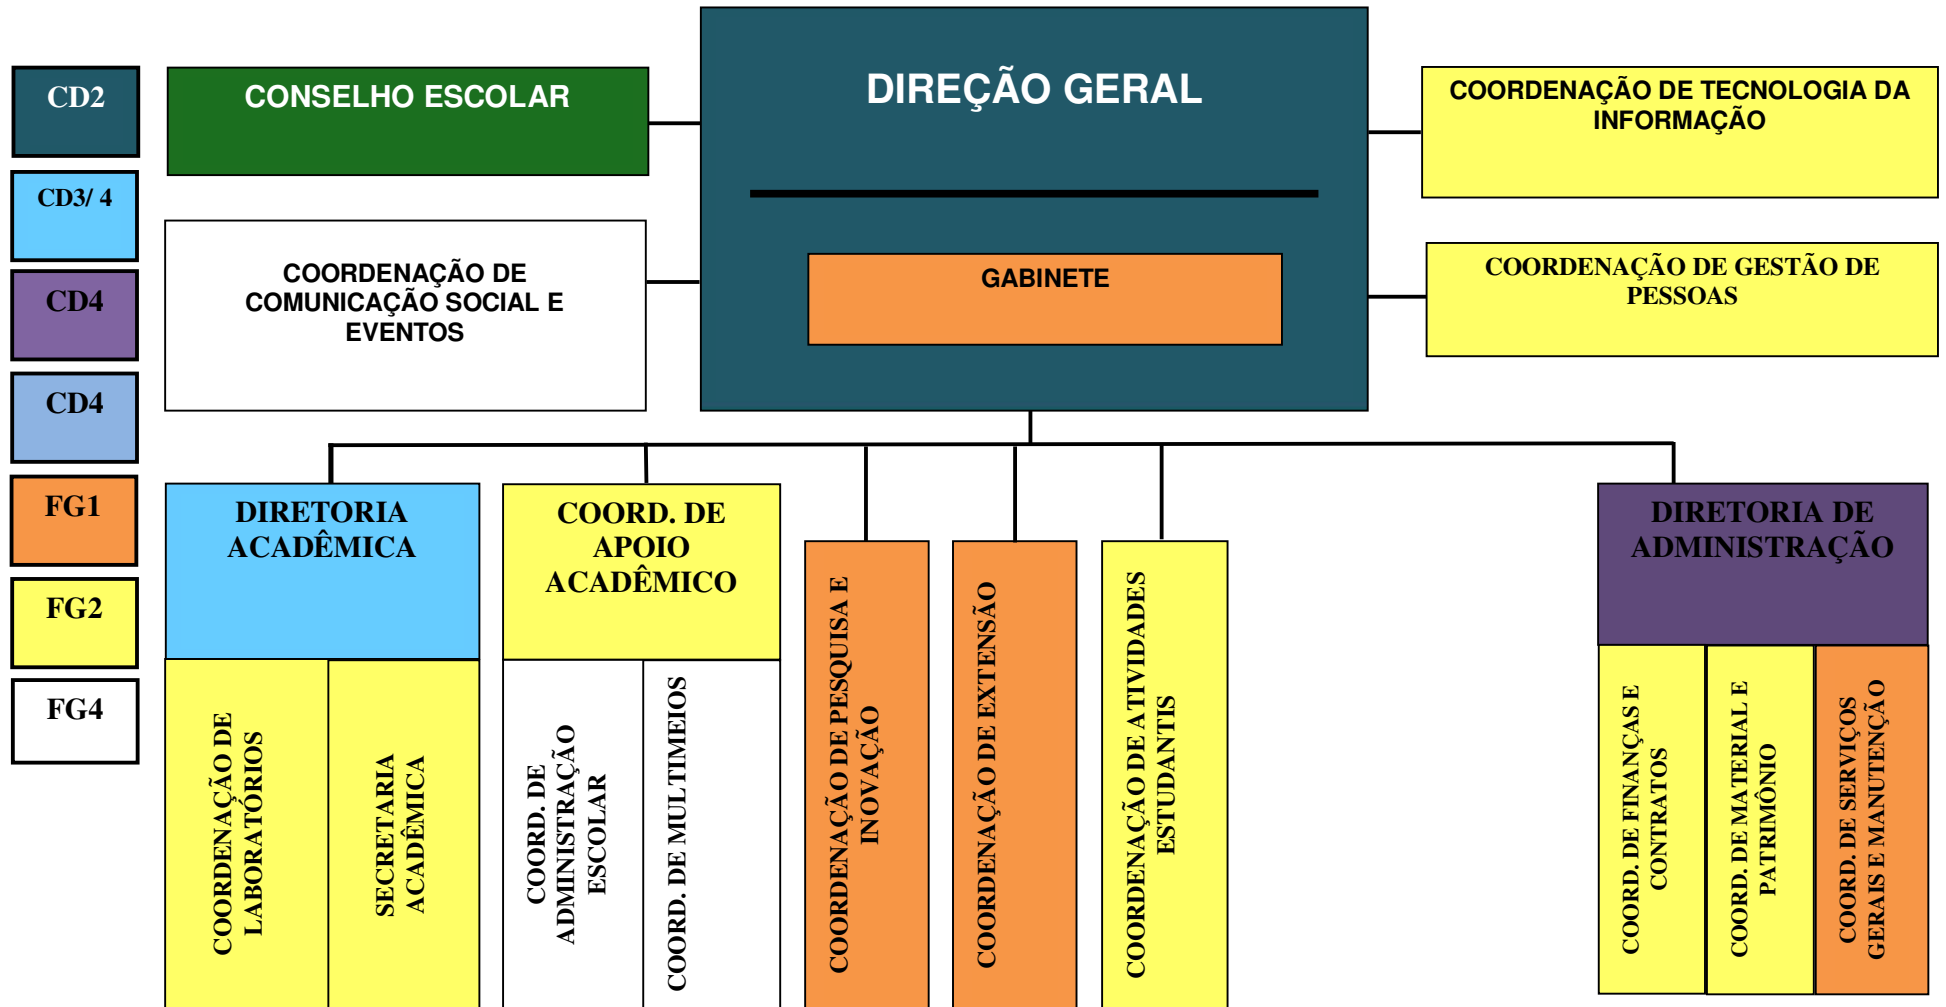 CD2
CD3/ 4
CD4
CD4
FG1
FG2
FG4
CONSELHO ESCOLAR
DIREÇÃO GERAL
COORDENAÇÃO DE TECNOLOGIA DA
INFORMAÇÃO
COORDENAÇÃO DE
COMUNICAÇÃO SOCIAL E
EVENTOS
GABINETE
COORDENAÇÃO DE GESTÃO DE
PESSOAS
DIRETORIA
ACADÊMICA
COORDENAÇÃO DE
LABORATÓRIOS
SECRETARIA
ACADÊMICA
COORD. DE
APOIO
ACADÊMICO
COORD. DE
ADMINISTRAÇÃO
ESCOLAR
COORD. DE MULTIMEIOS
COORDENAÇÃO DE PESQUISA E
INOVAÇÃO
COORDENAÇÃO DE EXTENSÃO
COORDENAÇÃO DE ATIVIDADES
ESTUDANTIS
DIRETORIA DE
ADMINISTRAÇÃO
COORD. DE FINANÇAS E
CONTRATOS
COORD. DE MATERIAL E
PATRIMÔNIO
COORD. DE SERVIÇOS
GERAIS E MANUTENÇÃO